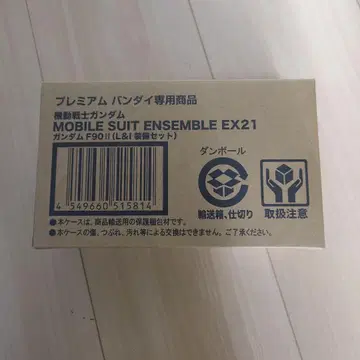 プレミアム バンダイ専用商品
機動戦士ガンダム
MOBILE SUIT ENSEMBLE EX21
ガンダムF90Ⅱ(L&I 装備セット)
4 549660 515814
ダンボール
輸送箱、仕切り
取扱注意
●本ケースは、商品輸送用の保護梱包材です。
●本ケースの傷、つぶれ、汚れ等による交換はできません。ご了承ください。